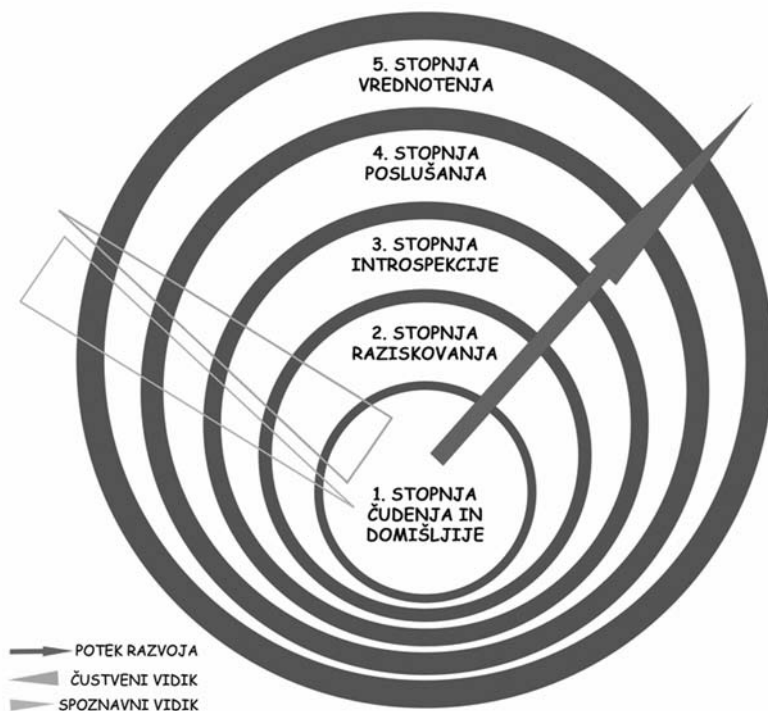 5. STOPNJA
VREDNOTENJA
4. STOPNJA
POSLUŠANJA
3. STOPNJA
INTROSPEKCIJE
2. STOPNJA
RAZISKOVANJA
1. STOPNJA
ČUDENJA IN
DOMIŠLJIJE
POTEK RAZVOJA
ČUSTVENI VIDIK
SPOZNAVNI VIDIK